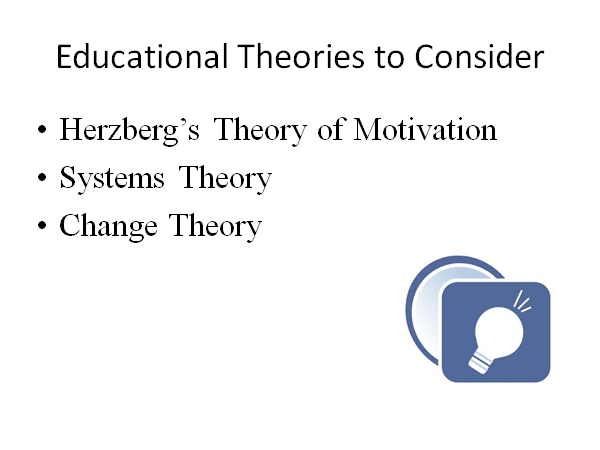 Educational Theories to Consider
• Herzberg’s Theory of Motivation
• Systems Theory
• Change Theory